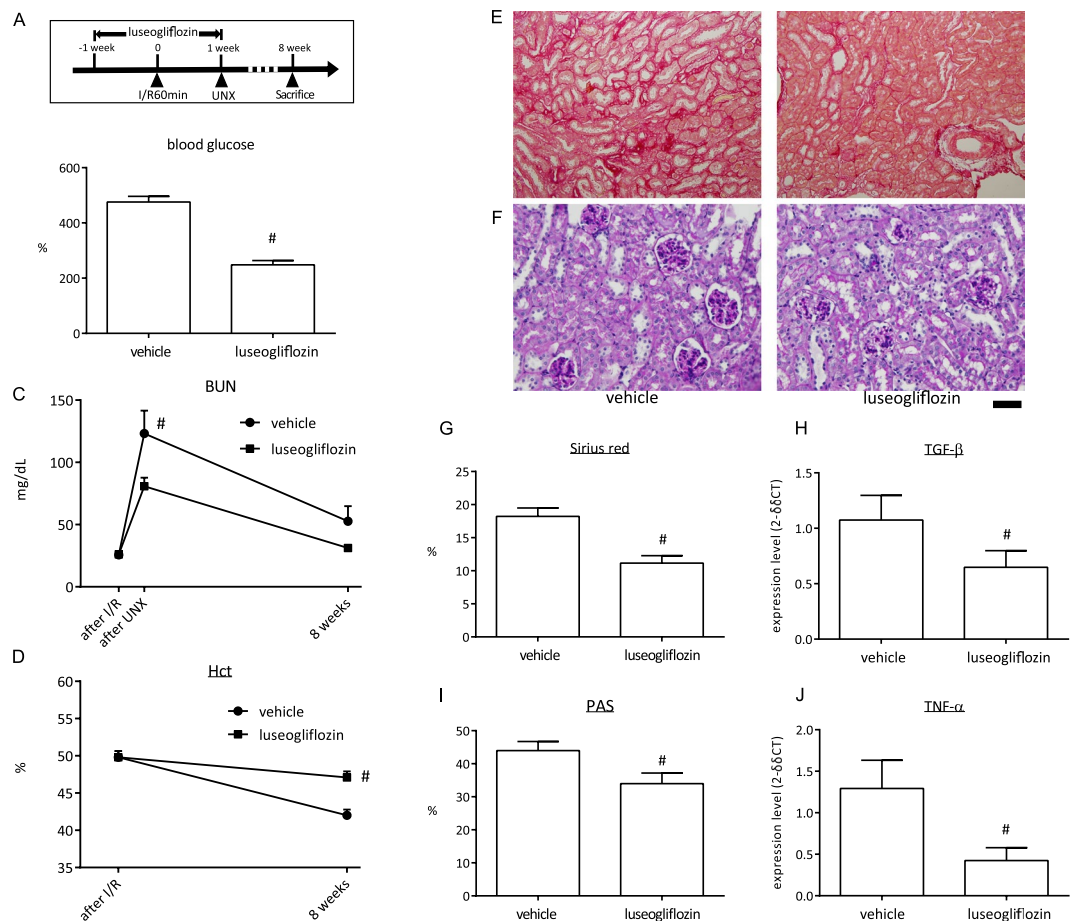 A
luseogliflozin
-1 week 0 1 week 8 week
I/R60min UNX Sacrifice
blood glucose
600
400
%
200
0
vehicle luseogliflozin
#
C
BUN
150
100
mg/dL
50
0
#
vehicle
luseogliflozin
after I/R
after UNX
8 weeks
D
Hct
60
55
50
%
45
40
35
vehicle
luseogliflozin
#
after I/R
8 weeks
E
F
vehicle luseogliflozin
G
Sirius red
25
20
15
%
10
5
0
#
vehicle luseogliflozin
H
TGF-β
expression level (2-δδCT)
1.5
1.0
0.5
0.0
#
vehicle luseogliflozin
I
PAS
50
40
30
%
20
10
0
#
vehicle luseogliflozin
J
TNF-α
expression level (2-δδCT)
2.0
1.5
1.0
0.5
0.0
#
vehicle luseogliflozin